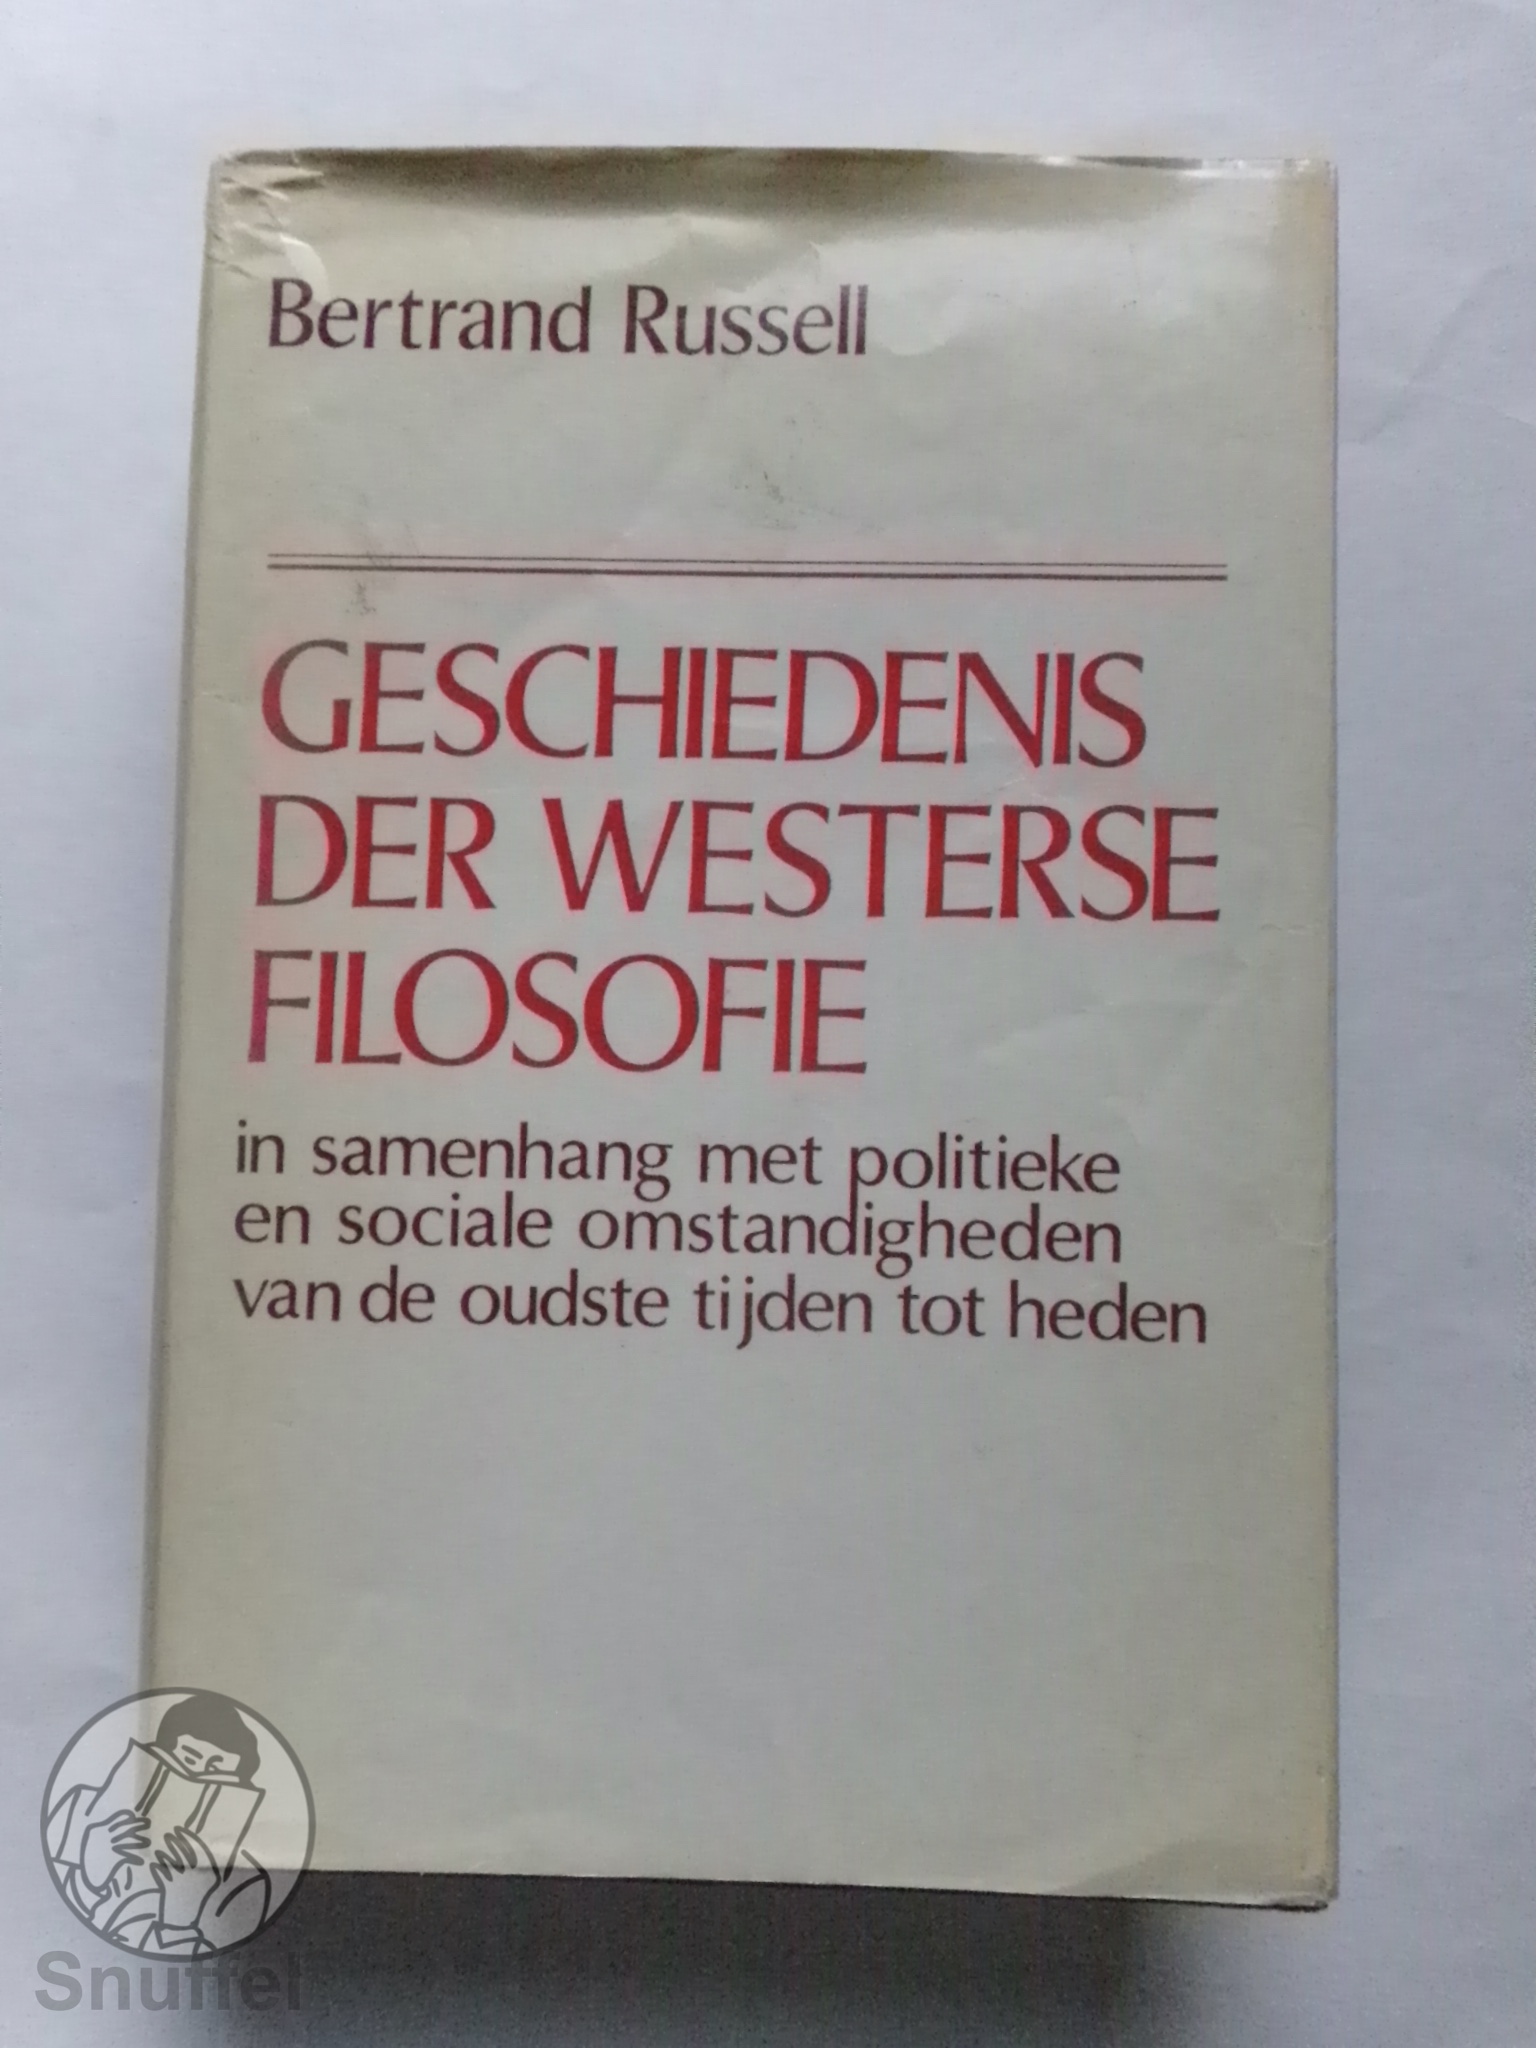 Bertrand Russell
GESCHIEDENIS
DER WESTERSE
FILOSOFIE
in samenhang met politieke
en sociale omstandigheden
van de oudste tijden tot heden
Snuffel